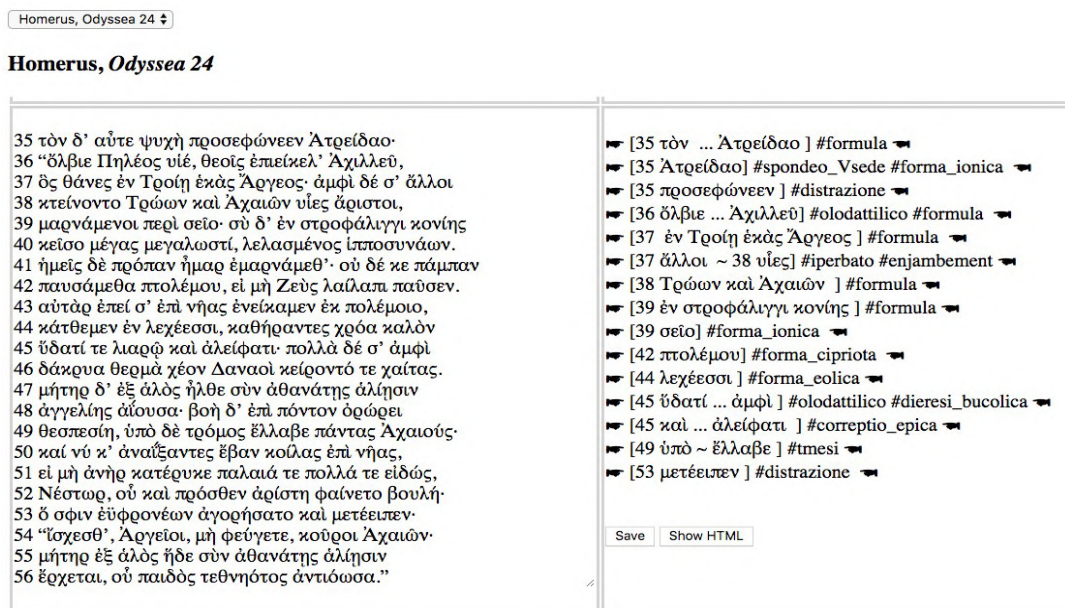 Homerus, Odyssea 24
Homerus, Odyssea 24
35 τὸν δ’ αὖτε ψυχὴ προσεφώνεεν Ἀτρείδαο·
36 “ὄλβιε Πηλέος υἱέ, θεοῖς ἐπιείκελ’ Ἀχιλλεῦ,
37 ὃς θάνες ἐν Τροίῃ ἑκὰς Ἄργεος· ἀμφὶ δέ σ’ ἄλλοι
38 κτείνοντο Τρώων καὶ Ἀχαιῶν υἷες ἄριστοι,
39 μαρνάμενοι περὶ σεῖο· σὺ δ’ ἐν στροφάλιγγι κονίης
40 κεῖσο μέγας μεγαλωστί, λελασμένος ἱπποσυνάων.
41 ἡμεῖς δὲ πρόπαν ἦμαρ ἐμαρνάμεθ’· οὐ δέ κε πάμπαν
42 παυσάμεθα πτολέμου, εἰ μὴ Ζεὺς λαίλαπι παῦσεν.
43 αὐτὰρ ἐπεί σ’ ἐπὶ νῆας ἐνείκαμεν ἐκ πολέμοιο,
44 κάτθεμεν ἐν λεχέεσσι, καθήραντες χρόα καλὸν
45 ὕδατί τε λιαρῷ καὶ ἀλείφατι· πολλὰ δέ σ’ ἀμφὶ
46 δάκρυα θερμὰ χέον Δαναοὶ κείροντό τε χαίτας.
47 μήτηρ δ’ ἐξ ἁλὸς ἦλθε σὺν ἀθανάτῃς ἁλίῃσιν
48 ἀγγελίης ἀΐουσα· βοὴ δ’ ἐπὶ πόντον ὀρώρει
49 θεσπεσίη, ὑπὸ δὲ τρόμος ἔλλαβε πάντας Ἀχαιούς·
50 καί νύ κ’ ἀναΐξαντες ἔβαν κοίλας ἐπὶ νῆας,
51 εἰ μὴ ἀνὴρ κατέρυκε παλαιά τε πολλά τε εἰδώς,
52 Νέστωρ, οὗ καὶ πρόσθεν ἀρίστη φαίνετο βουλή·
53 ὅ σφιν ἐϋφρονέων ἀγορήσατο καὶ μετέειπεν·
54 “ἴσχεσθ’, Ἀργεῖοι, μὴ φεύγετε, κοῦροι Ἀχαιῶν·
55 μήτηρ ἐξ ἁλὸς ἥδε σὺν ἀθανάτῃς ἁλίῃσιν
56 ἔρχεται, οὗ παιδὸς τεθνηότος ἀντιόωσα.”
[35 τὸν ... Ἀτρείδαο ] #formula
[35 Ἀτρείδαο] #spondeo_Vsede #forma_ionica
[35 προσεφώνεεν ] #distrazione
[36 ὄλβιε ... Ἀχιλλεῦ] #olodattilico #formula
[37 ἐν Τροίῃ ἑκὰς Ἄργεος ] #formula
[37 ἄλλοι ~ 38 υἷες] #iperbato #enjambement
[38 Τρώων καὶ Ἀχαιῶν ] #formula
[39 ἐν στροφάλιγγι κονίης ] #formula
[39 σεῖο] #forma_ionica
[42 πτολέμου] #forma_cipriota
[44 λεχέεσσι ] #forma_eolica
[45 ὕδατί ... ἀμφὶ ] #olodattilico #dieresi_bucolica
[45 καὶ ... ἀλείφατι ] #correptio_epica
[49 ὑπὸ ~ ἔλλαβε ] #tmesi
[53 μετέειπεν ] #distrazione
Save Show HTML